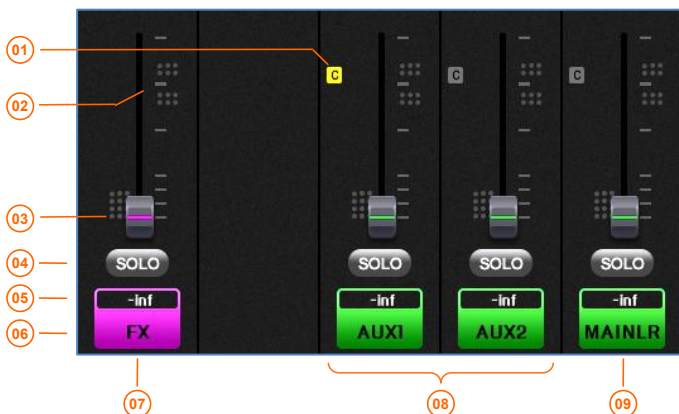 01
C C C
02
03
04
SOLO SOLO SOLO SOLO
05
-inf -inf -inf -inf
06
FX AUX1 AUX2 MAINLR
07 08 09